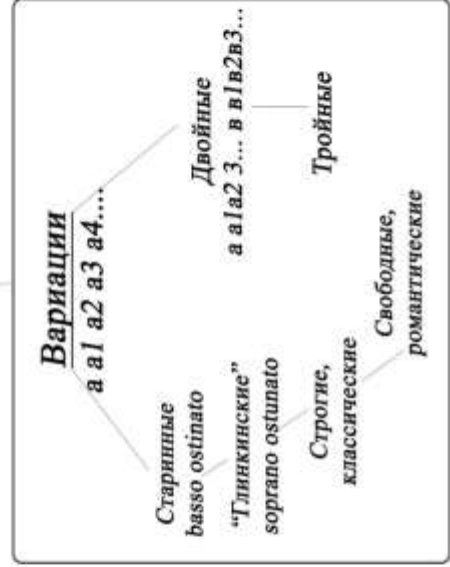 Вариации
а а1 а2 а3 а4....
Старинные
basso ostinato
“Глинкинские”
soprano ostunato
Строгие,
классические
Свободные,
романтические
Двойные
а а1а2 3... в в1в2в3...
Тройные